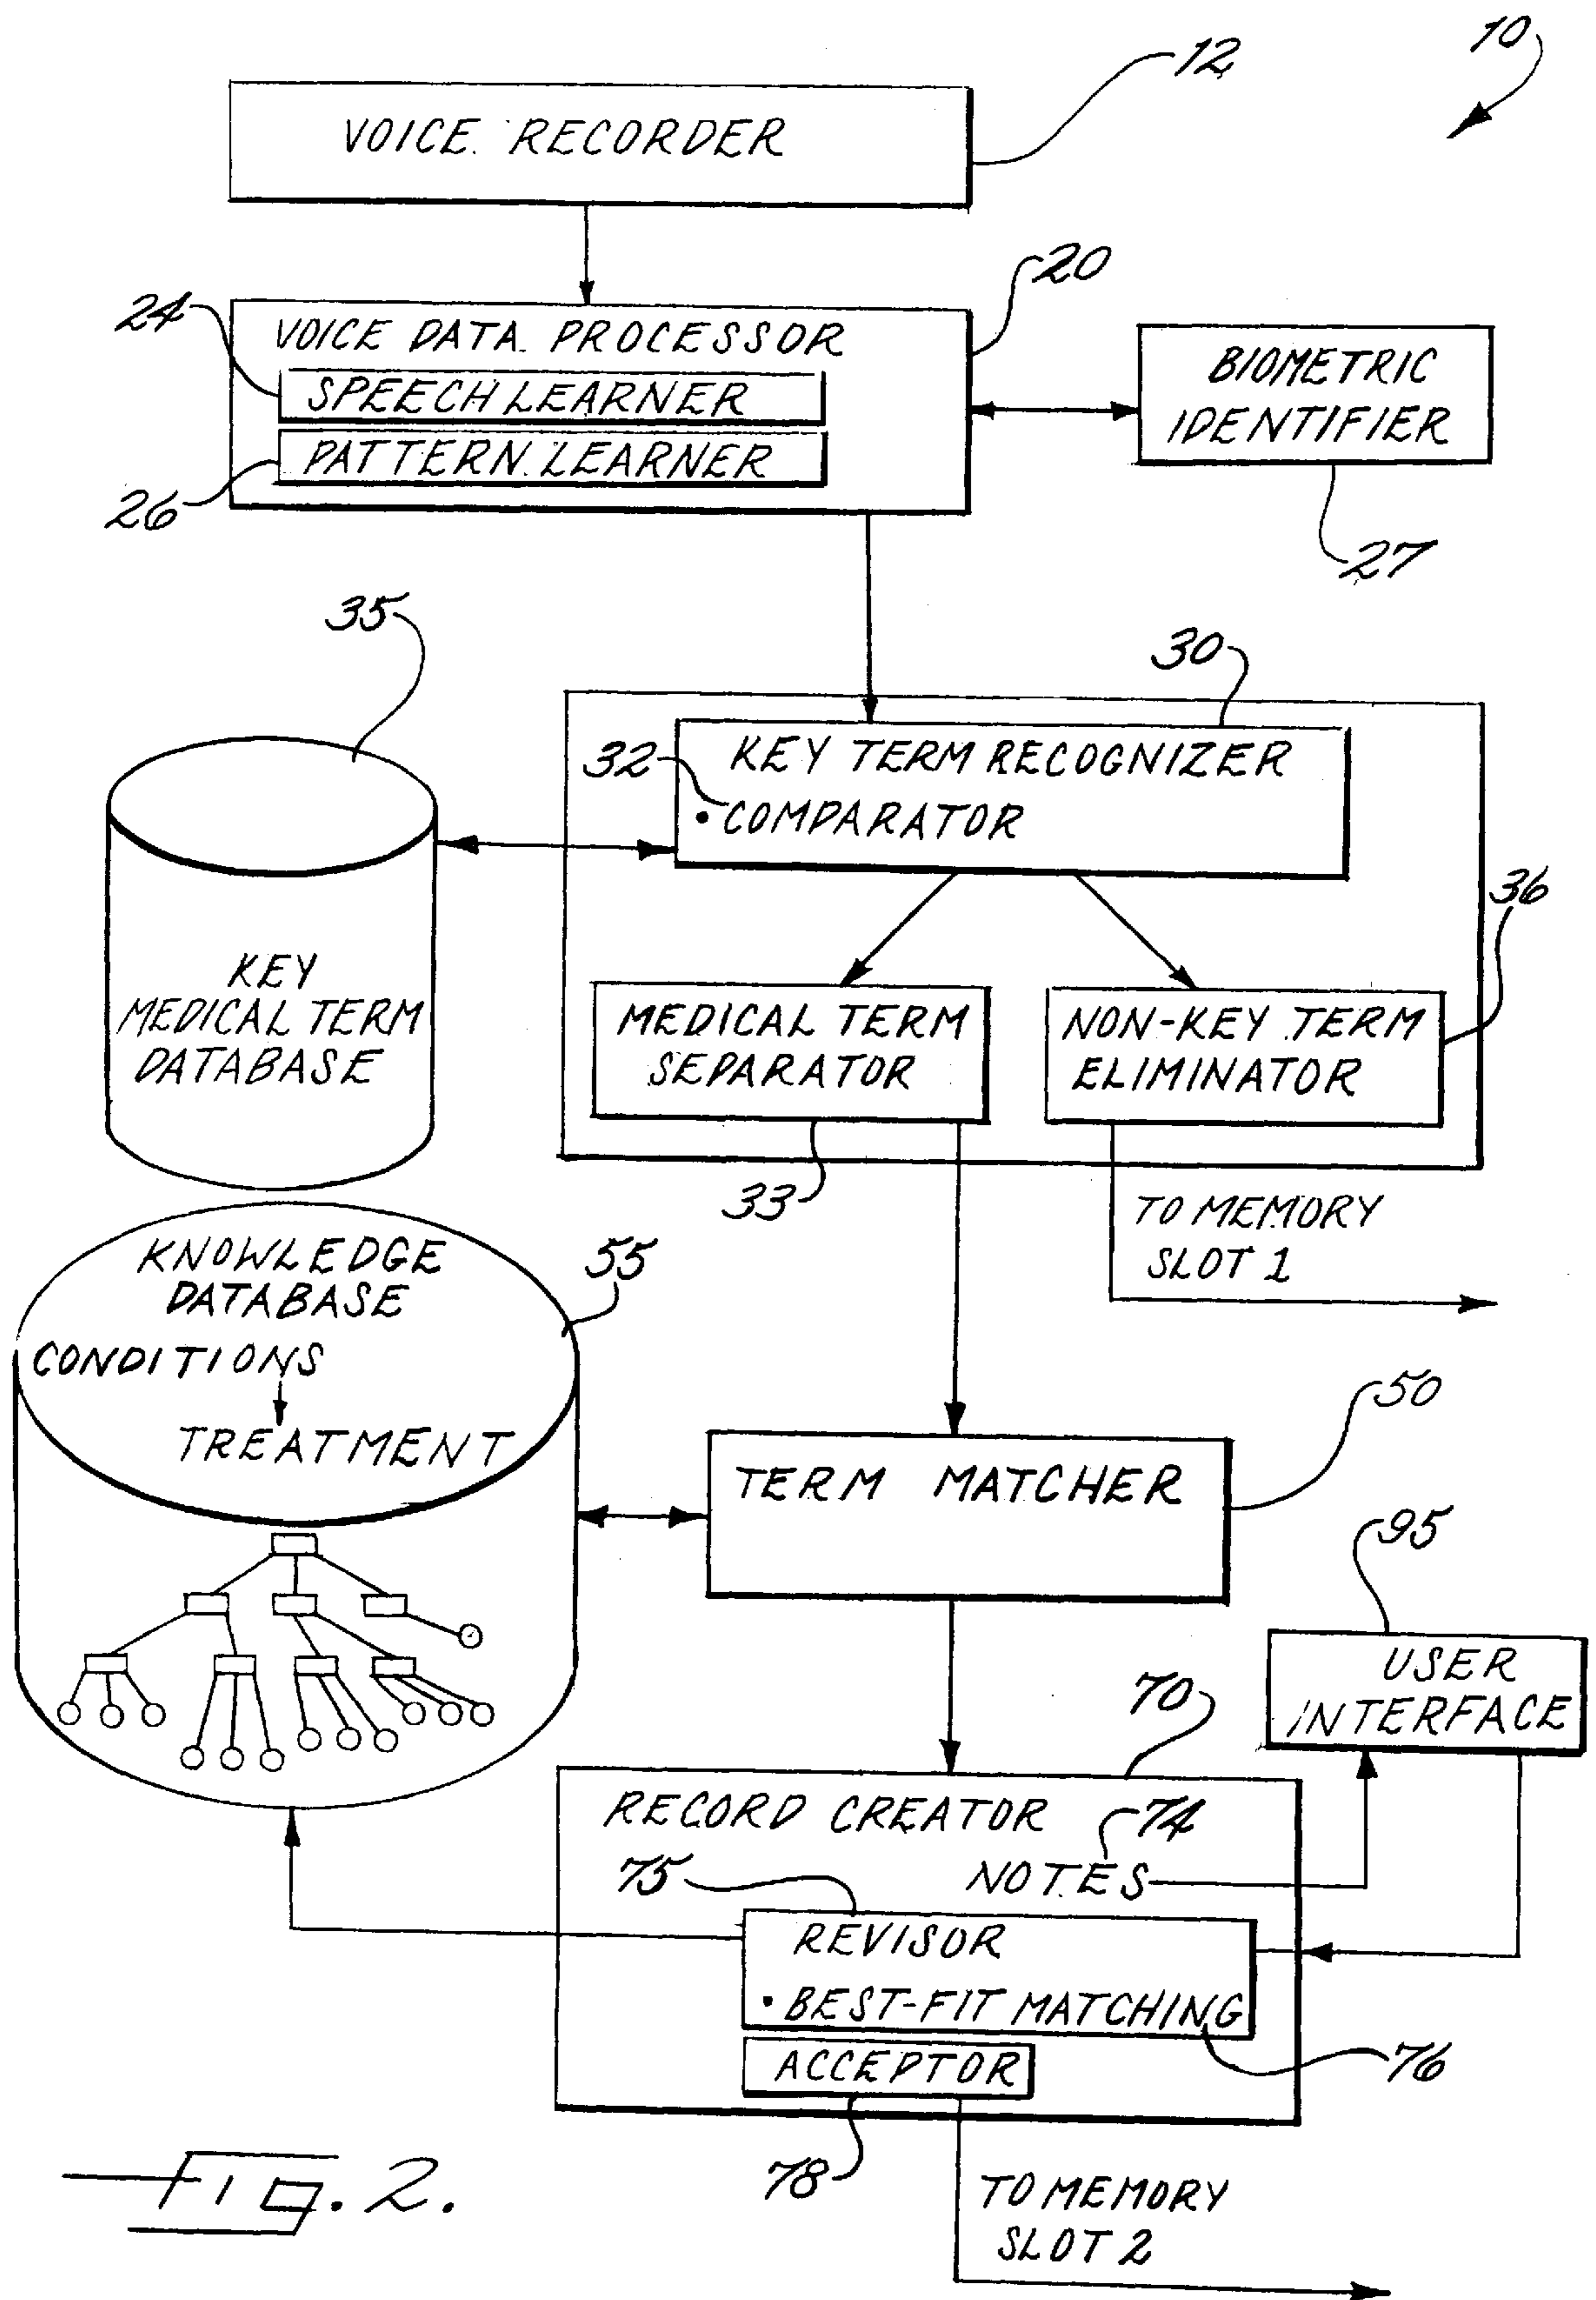 10
12
VOICE RECORDER
20
24
VOICE DATA PROCESSOR
SPEECH LEARNER
PATTERN LEARNER
26
BIOMETRIC
IDENTIFIER
27
35
30
32
KEY TERM RECOGNIZER
• COMPARATOR
36
KEY
MEDICAL TERM
DATABASE
MEDICAL TERM
SEPARATOR
NON-KEY TERM
ELIMINATOR
33
TO MEMORY
SLOT 1
KNOWLEDGE
DATABASE
CONDITIONS
TREATMENT
55
50
TERM MATCHER
95
USER
INTERFACE
70
RECORD CREATOR
74
NOTES
75
REVISOR
• BEST-FIT MATCHING
76
ACCEPTOR
78
TO MEMORY
SLOT 2
FIG. 2.